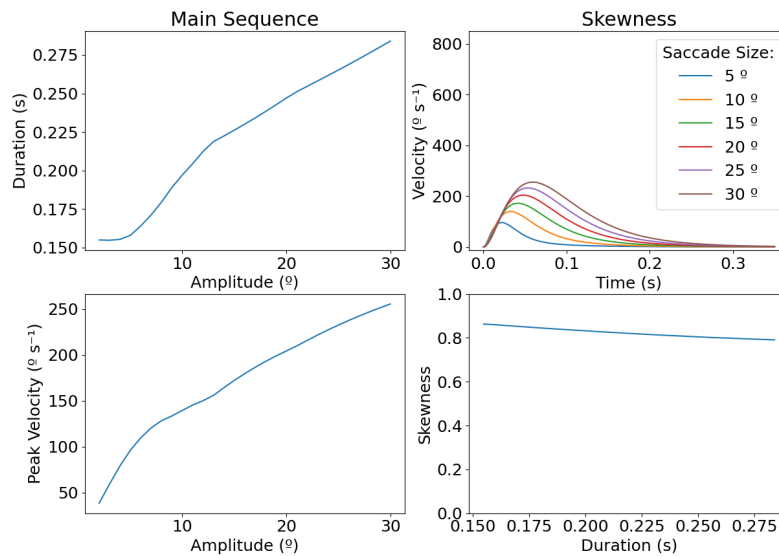 Main Sequence
Duration (s)
0.275
0.250
0.225
0.200
0.175
0.150
10
20
30
Amplitude (º)
Skewness
Velocity (º s⁻¹)
800
600
400
200
0
Saccade Size:
5 º
10 º
15 º
20 º
25 º
30 º
0.0
0.1
0.2
0.3
Time (s)
Peak Velocity (º s⁻¹)
250
200
150
100
50
10
20
30
Amplitude (º)
Skewness
1.0
0.8
0.6
0.4
0.2
0.0
0.150
0.175
0.200
0.225
0.250
0.275
Duration (s)